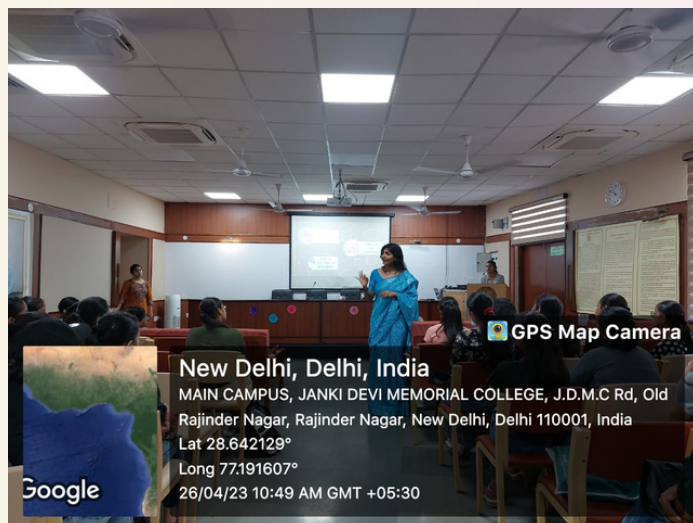 GPS Map Camera
New Delhi, Delhi, India
MAIN CAMPUS, JANKI DEVI MEMORIAL COLLEGE, J.D.M.C Rd, Old
Rajinder Nagar, Rajinder Nagar, New Delhi, Delhi 110001, India
Lat 28.642129°
Long 77.191607°
26/04/23 10:49 AM GMT +05:30
Google